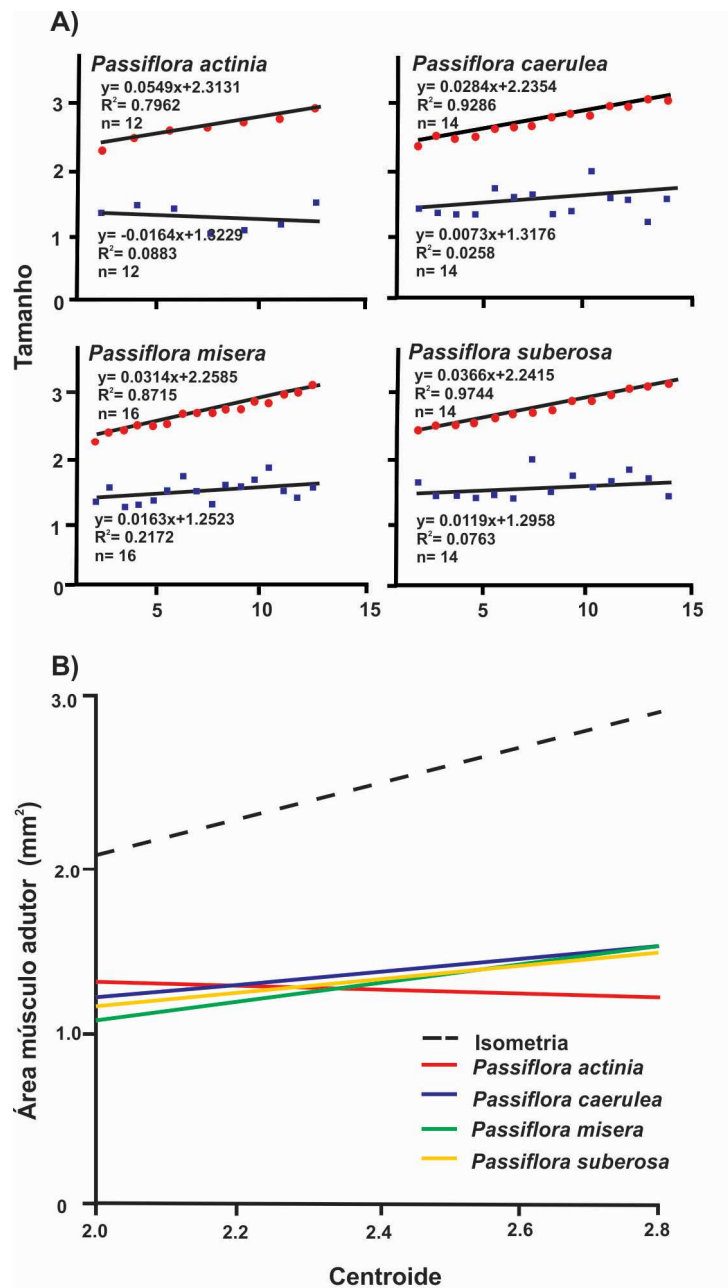 A)
Tamanho
Passiflora actinia
y= 0.0549x+2.3131
R²= 0.7962
n= 12
y= -0.0164x+1.3229
R²= 0.0883
n= 12
3
2
1
0
Passiflora caerulea
y= 0.0284x+2.2354
R²= 0.9286
n= 14
y= 0.0073x+1.3176
R²= 0.0258
n= 14
Passiflora misera
y= 0.0314x+2.2585
R²= 0.8715
n= 16
y= 0.0163x+1.2523
R²= 0.2172
n= 16
3
2
1
0
5 10 15
Passiflora suberosa
y= 0.0366x+2.2415
R²= 0.9744
n= 14
y= 0.0119x+1.2958
R²= 0.0763
n= 14
5 10 15
B)
Área músculo adutor (mm²)
3.0
2.0
1.0
0
Isometria
Passiflora actinia
Passiflora caerulea
Passiflora misera
Passiflora suberosa
2.0 2.2 2.4 2.6 2.8
Centroide